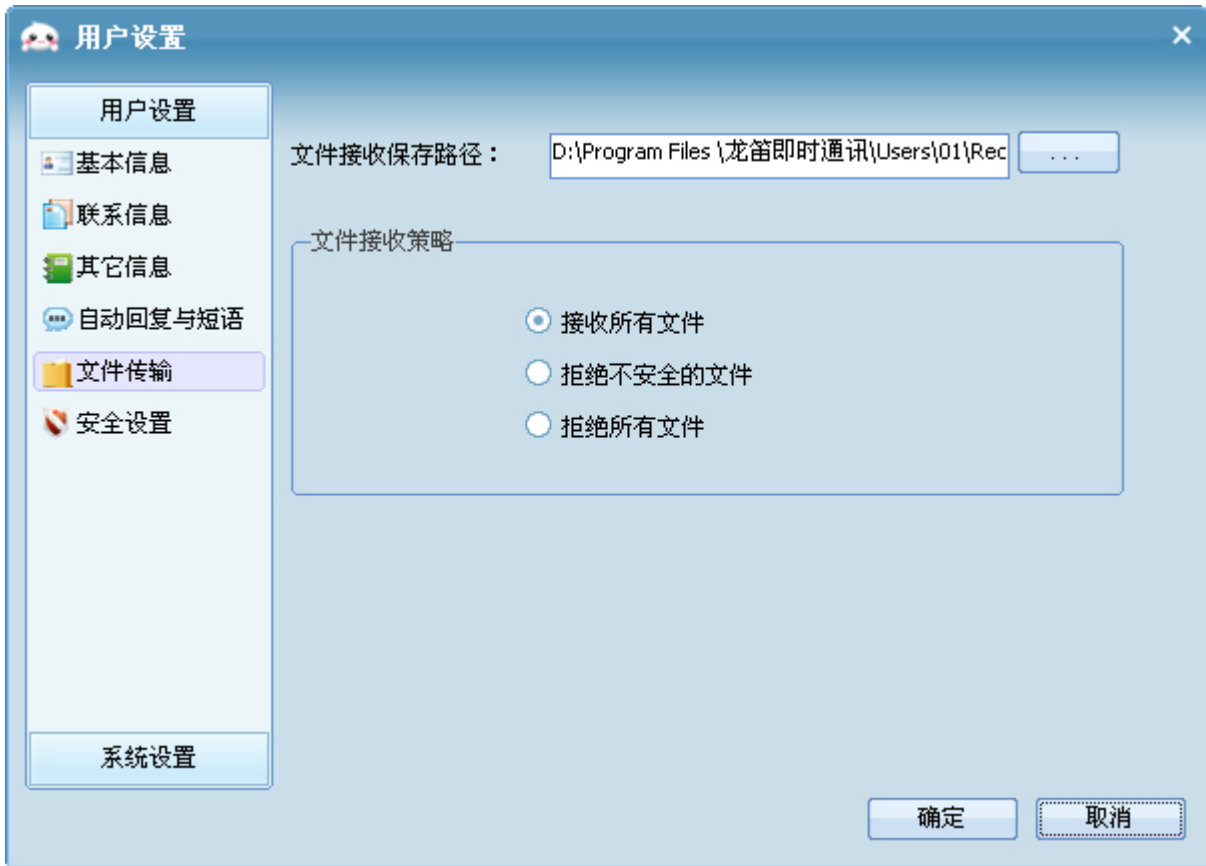 用户设置
用户设置
基本信息
联系信息
其它信息
自动回复与短语
文件传输
安全设置
系统设置
文件接收保存路径：
D:\Program Files \龙笛即时通讯\Users\01\Rec
...
文件接收策略
接收所有文件
拒绝不安全的文件
拒绝所有文件
确定
取消